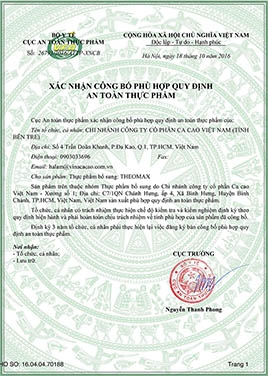 BỘ Y TẾ
CỤC AN TOÀN THỰC PHẨM
CỘNG HÒA XÃ HỘI CHỦ NGHĨA VIỆT NAM
Độc lập - Tự do - Hạnh phúc
Số:
Hà Nội, ngày 18 tháng 10 năm 2016
XÁC NHẬN CÔNG BỐ PHÙ HỢP QUY ĐỊNH
AN TOÀN THỰC PHẨM
Cục An toàn thực phẩm xác nhận công bố phù hợp quy định an toàn thực phẩm của:
Tên tổ chức, cá nhân: CHI NHÁNH CÔNG TY CỔ PHẦN CA CAO VIỆT NAM (TỈNH
BẾN TRE)
Địa chỉ: Số 4 Trần Doãn Khanh, P.Đa Kao, Q.1, TP.HCM, Việt Nam
Điện thoại: 0903033696 Fax:
Email: halam@vinacacao.com.vn
Cho sản phẩm: Thực phẩm bổ sung: THEOMAX
Sản phẩm trên thuộc nhóm Thực phẩm bổ sung do Chi nhánh công ty cổ phần Ca cao
Việt Nam - Xưởng số 1; Địa chỉ: C7/1QN Chánh Hưng, ấp 4, Xã Bình Hưng, Huyện Bình
Chánh, TP.HCM, Việt Nam, Việt Nam sản xuất phù hợp quy định an toàn thực phẩm.
Tổ chức, cá nhân có trách nhiệm thực hiện chế độ kiểm tra và kiểm nghiệm định kỳ theo
quy định hiện hành và phải hoàn toàn chịu trách nhiệm về tính phù hợp của sản phẩm đã công bố.
Định kỳ 3 năm tổ chức, cá nhân phải thực hiện lại việc đăng ký bản công bố phù hợp quy
định an toàn thực phẩm.
Nơi nhận:
- Tổ chức, cá nhân;
- Lưu trữ.
CỤC TRƯỞNG
Nguyễn Thanh Phong
HỒ SƠ: 16.04.04.70188
Trang 1